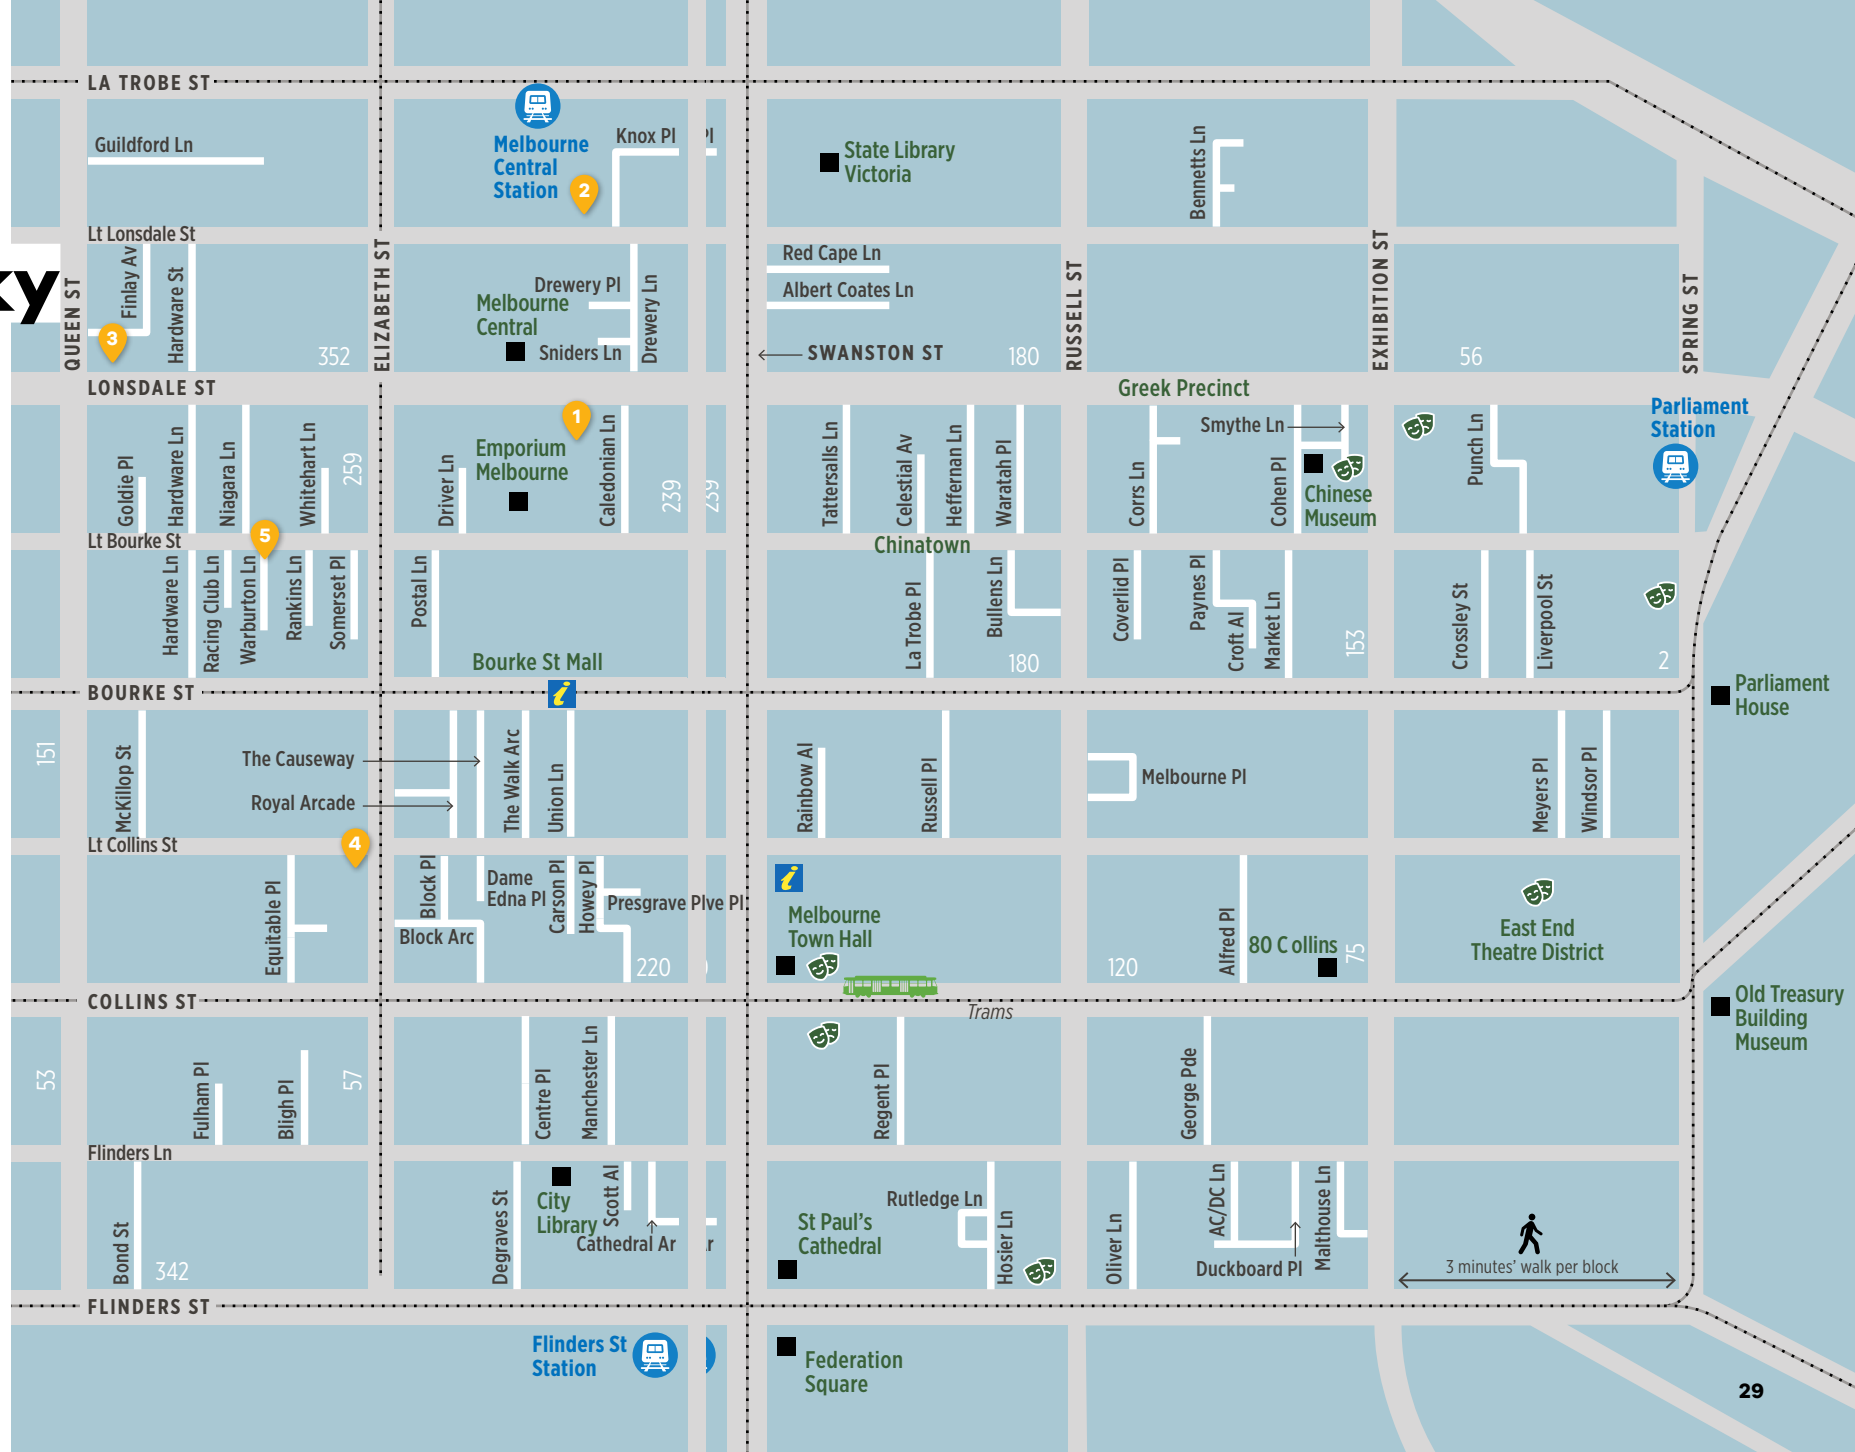 LA TROBE ST
Guildford Ln
Melbourne
Central
Station
2
Knox Pl
Pl
State Library
Victoria
Bennetts Ln
Lt Lonsdale St
ky
QUEEN ST
Finlay Av
Hardware St
3
352
ELIZABETH ST
Drewery Pl
Melbourne
Central
Sniders Ln
Drewery Ln
Red Cape Ln
Albert Coates Ln
SWANSTON ST
180
RUSSELL ST
EXHIBITION ST
56
SPRING ST
LONSDALE ST
Greek Precinct
Goldie Pl
Hardware Ln
Niagara Ln
Whitehart Ln
259
Driver Ln
1
Emporium
Melbourne
Caledonian Ln
239
239
Tattersalls Ln
Celestial Av
Heffernan Ln
Waratah Pl
Corrs Ln
Smythe Ln
Cohen Pl
Chinese
Museum
Punch Ln
Parliament
Station
Lt Bourke St
5
Chinatown
Hardware Ln
Racing Club Ln
Warburton Ln
Rankins Ln
Somerset Pl
Postal Ln
Bourke St Mall
La Trobe Pl
Bullens Ln
180
Coverlid Pl
Paynes Pl
Croft Al
Market Ln
153
Crossley St
Liverpool St
2
BOURKE ST
i
Parliament
House
151
McKillop St
The Causeway
Royal Arcade
The Walk Arc
Union Ln
Rainbow Al
Russell Pl
Melbourne Pl
Meyers Pl
Windsor Pl
Lt Collins St
4
Equitable Pl
Block Pl
Block Arc
Dame
Edna Pl
Carson Pl
Howey Pl
Presgrave Plve Pl
220
i
Melbourne
Town Hall
120
Alfred Pl
80 Collins
75
East End
Theatre District
COLLINS ST
Trams
Old Treasury
Building
Museum
53
Fulham Pl
Bligh Pl
57
Centre Pl
Manchester Ln
Regent Pl
George Pde
Flinders Ln
Bond St
342
Degraves St
City
Library
Scott Al
Cathedral Ar
r
St Paul's
Cathedral
Rutledge Ln
Hosier Ln
Oliver Ln
AC/DC Ln
Duckboard Pl
Malthouse Ln
3 minutes' walk per block
FLINDERS ST
Flinders St
Station
Federation
Square
29